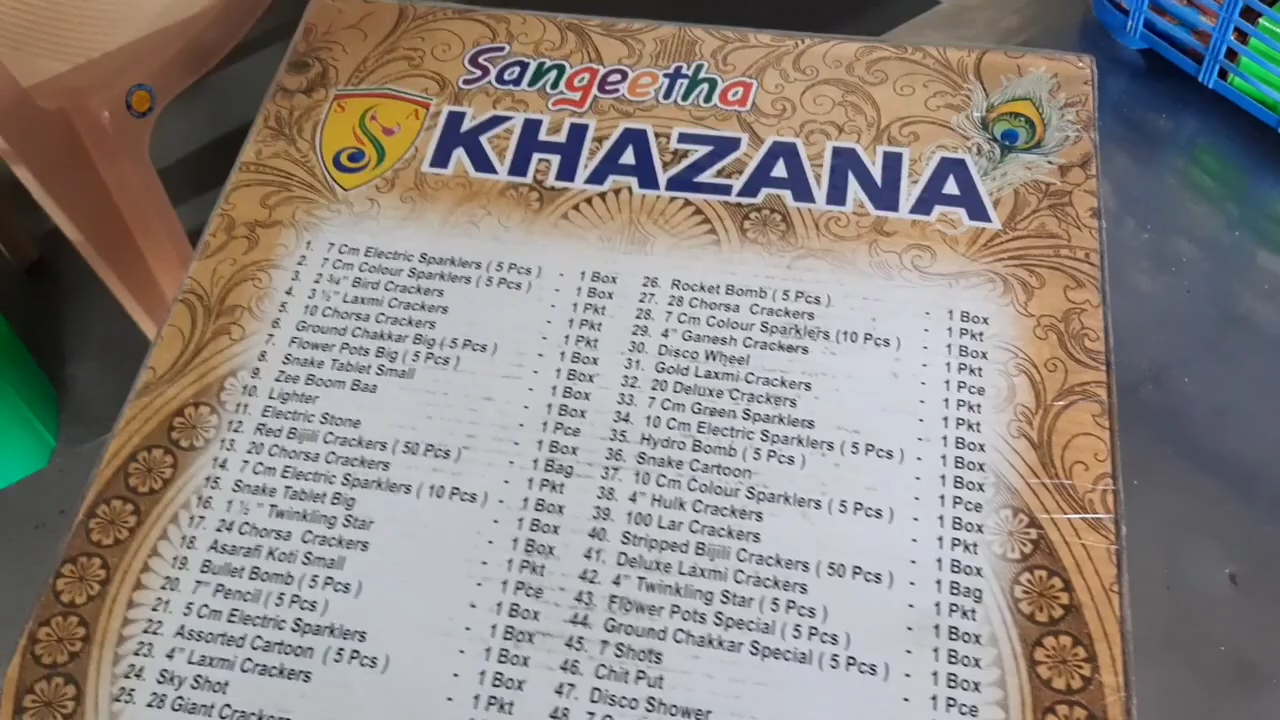 Sangeetha
S A
KHAZANA
1. 7 Cm Electric Sparklers ( 5 Pcs ) - 1 Box
2. 7 Cm Colour Sparklers ( 5 Pcs ) - 1 Box
3. 2 ¾" Bird Crackers - 1 Pkt
4. 3 ½" Laxmi Crackers - 1 Pkt
5. 10 Chorsa Crackers - 1 Pkt
6. Ground Chakkar Big ( 5 Pcs ) - 1 Box
7. Flower Pots Big ( 5 Pcs ) - 1 Box
8. Snake Tablet Small - 1 Box
9. Zee Boom Baa - 1 Box
10. Lighter - 1 Pce
11. Electric Stone - 1 Box
12. Red Bijili Crackers ( 50 Pcs ) - 1 Bag
13. 20 Chorsa Crackers - 1 Pkt
14. 7 Cm Electric Sparklers ( 10 Pcs ) - 1 Box
15. Snake Tablet Big - 1 Box
16. 1 ½ " Twinkling Star - 1 Box
17. 24 Chorsa Crackers - 1 Pkt
18. Asarafi Koti Small - 1 Pce
19. Bullet Bomb ( 5 Pcs ) - 1 Box
20. 7" Pencil ( 5 Pcs ) - 1 Box
21. 5 Cm Electric Sparklers - 1 Box
22. Assorted Cartoon ( 5 Pcs ) - 1 Box
23. 4" Laxmi Crackers - 1 Pkt
24. Sky Shot
25. 28 Giant Crackers
26. Rocket Bomb ( 5 Pcs ) - 1 Box
27. 28 Chorsa Crackers - 1 Pkt
28. 7 Cm Colour Sparklers (10 Pcs ) - 1 Box
29. 4" Ganesh Crackers - 1 Pkt
30. Disco Wheel - 1 Pce
31. Gold Laxmi Crackers - 1 Pkt
32. 20 Deluxe Crackers - 1 Pkt
33. 7 Cm Green Sparklers - 1 Box
34. 10 Cm Electric Sparklers ( 5 Pcs ) - 1 Box
35. Hydro Bomb ( 5 Pcs ) - 1 Box
36. Snake Cartoon - 1 Pce
37. 10 Cm Colour Sparklers ( 5 Pcs ) - 1 Box
38. 4" Hulk Crackers - 1 Pkt
39. 100 Lar Crackers - 1 Box
40. Stripped Bijili Crackers ( 50 Pcs ) - 1 Bag
41. Deluxe Laxmi Crackers - 1 Pkt
42. 4" Twinkling Star ( 5 Pcs ) - 1 Box
43. Flower Pots Special ( 5 Pcs ) - 1 Box
44. Ground Chakkar Special ( 5 Pcs ) - 1 Box
45. 7 Shots - 1 Pce
46. Chit Put
47. Disco Shower
48. 7